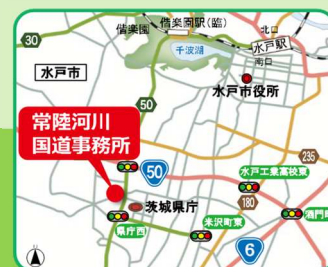 偕楽園駅(臨)
偕楽園
北口
水戸駅
南口
千波湖
30
水戸市
50
水戸市役所
常陸河川
国道事務所
235
水戸工業高校東
50
180
茨城県庁
酒門町
県庁西
米沢町東
6